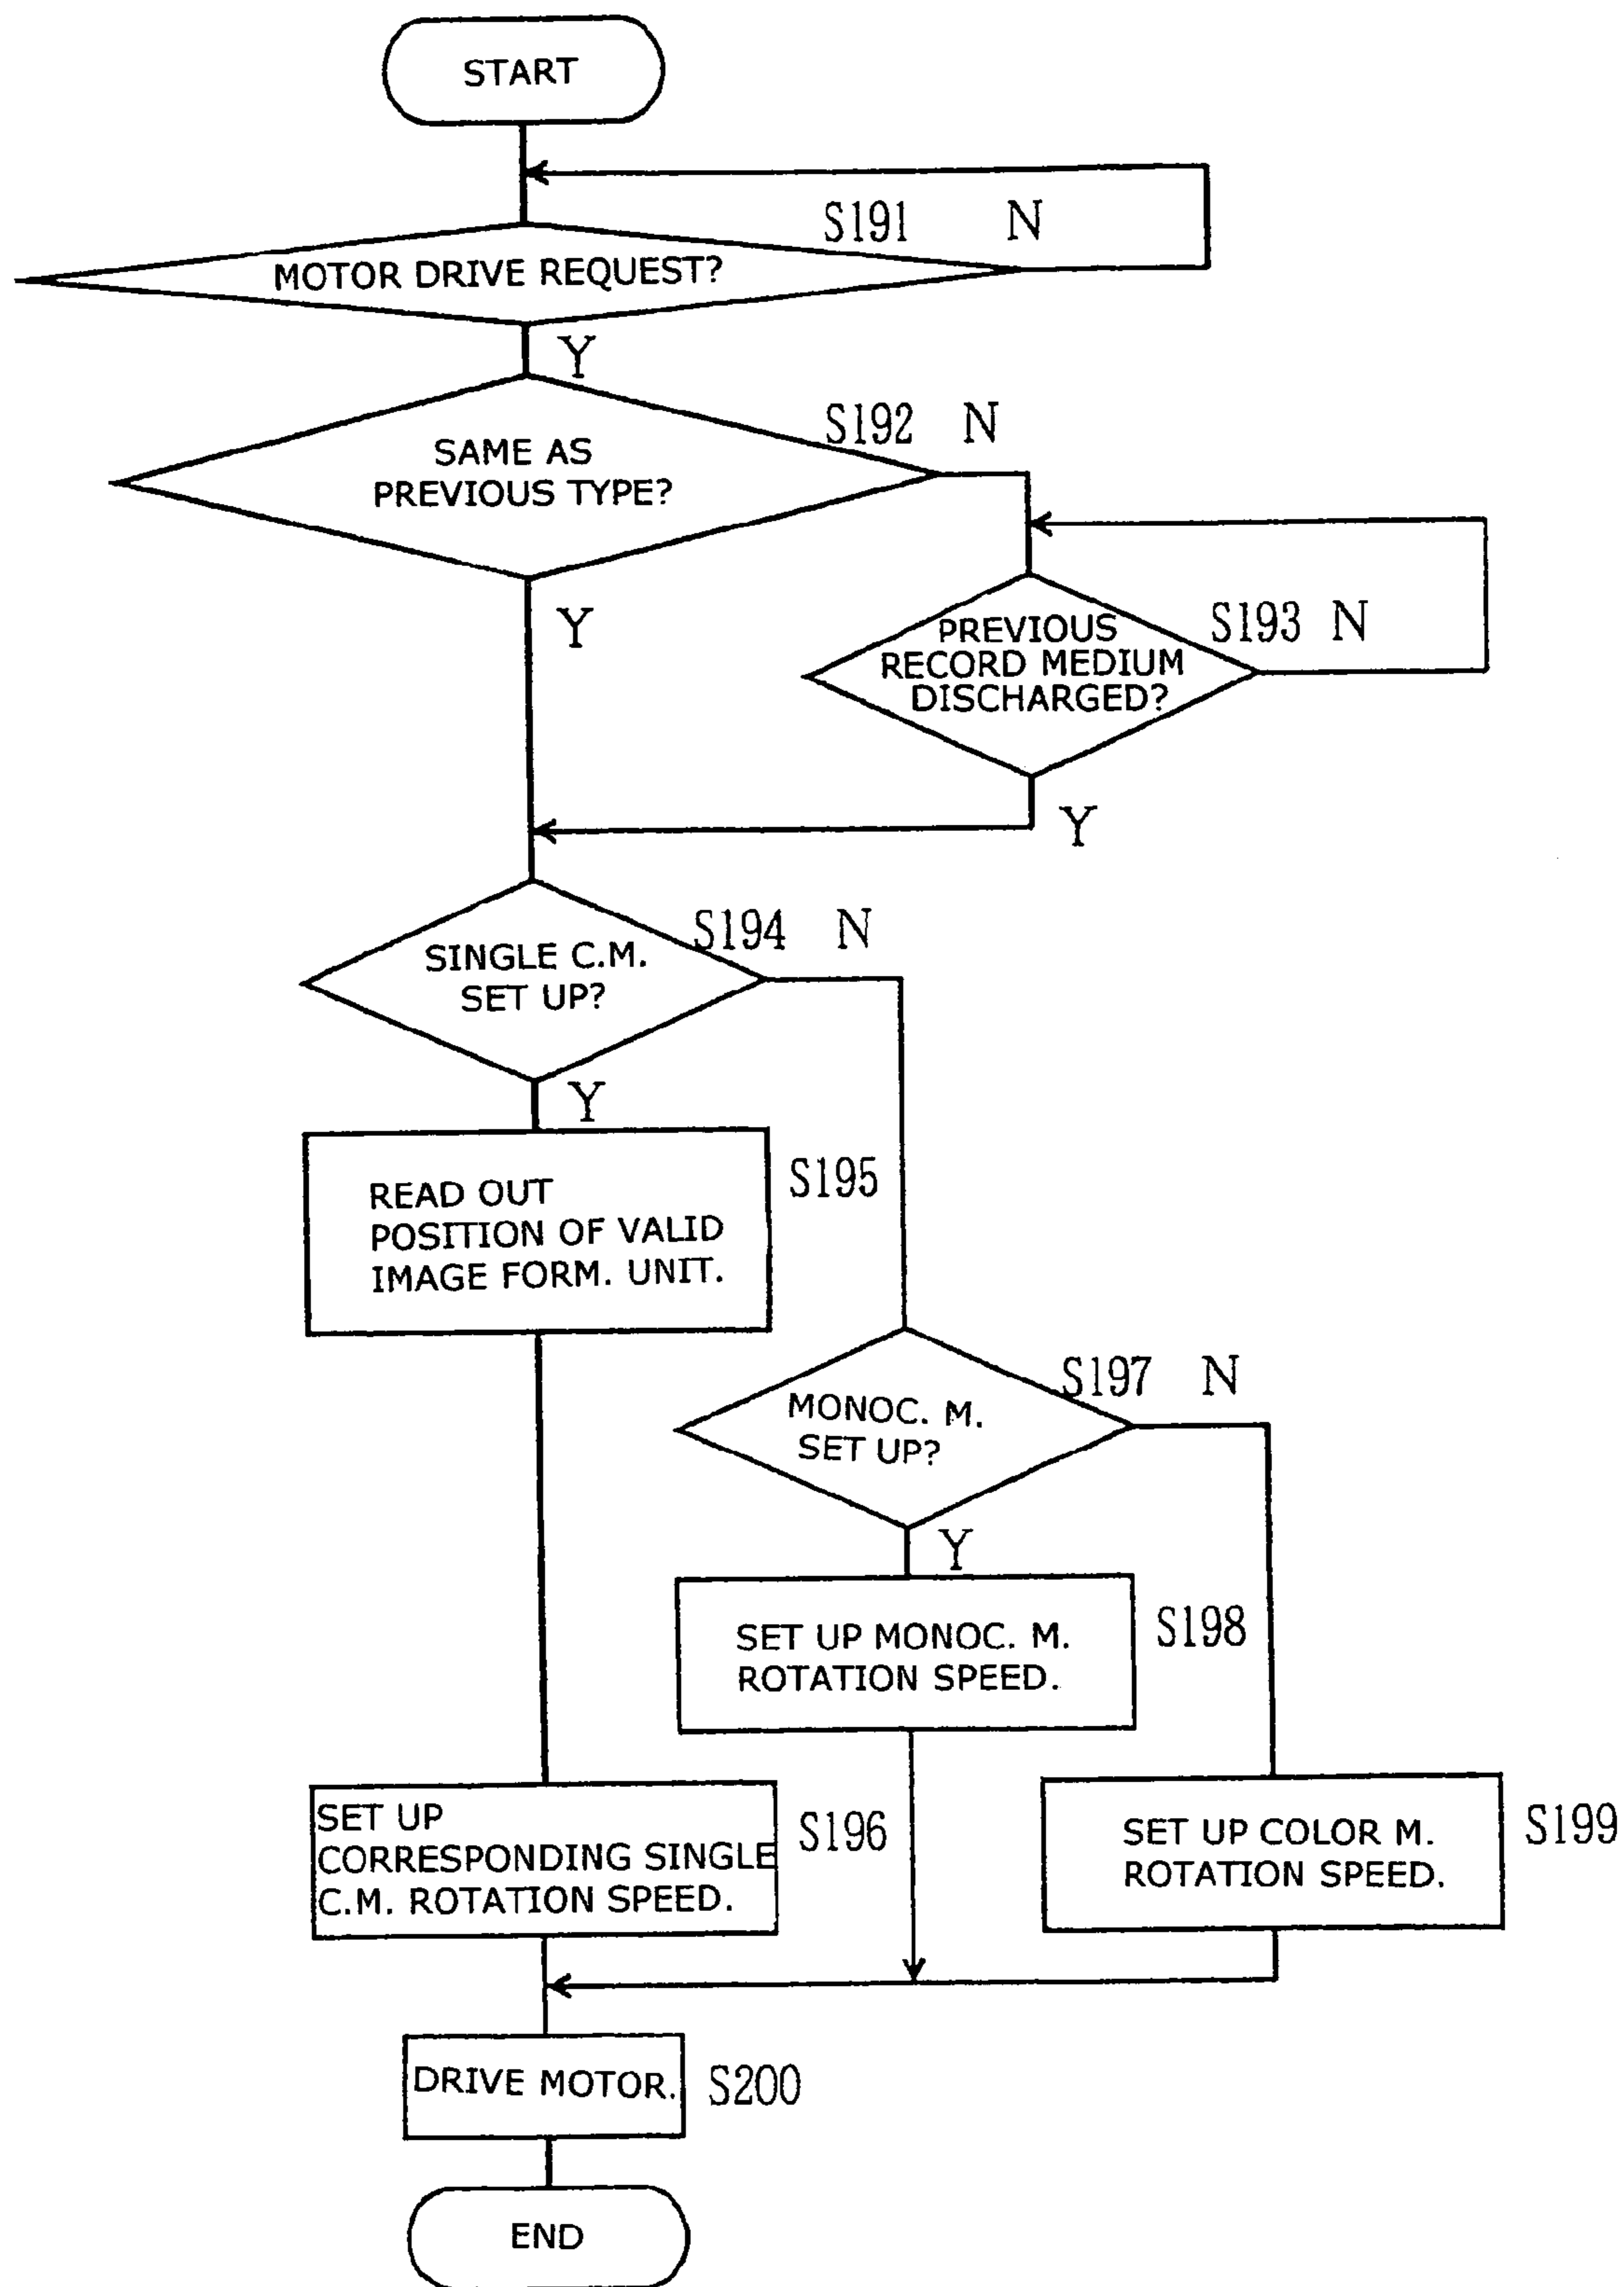 START
S191 N
MOTOR DRIVE REQUEST?
Y
S192 N
SAME AS
PREVIOUS TYPE?
Y
S193 N
PREVIOUS
RECORD MEDIUM
DISCHARGED?
Y
S194 N
SINGLE C.M.
SET UP?
Y
S195
READ OUT
POSITION OF VALID
IMAGE FORM. UNIT.
S197 N
MONOC. M.
SET UP?
Y
SET UP MONOC. M.
ROTATION SPEED.
S198
SET UP
CORRESPONDING SINGLE
C.M. ROTATION SPEED.
S196
SET UP COLOR M.
ROTATION SPEED.
S199
DRIVE MOTOR.
S200
END